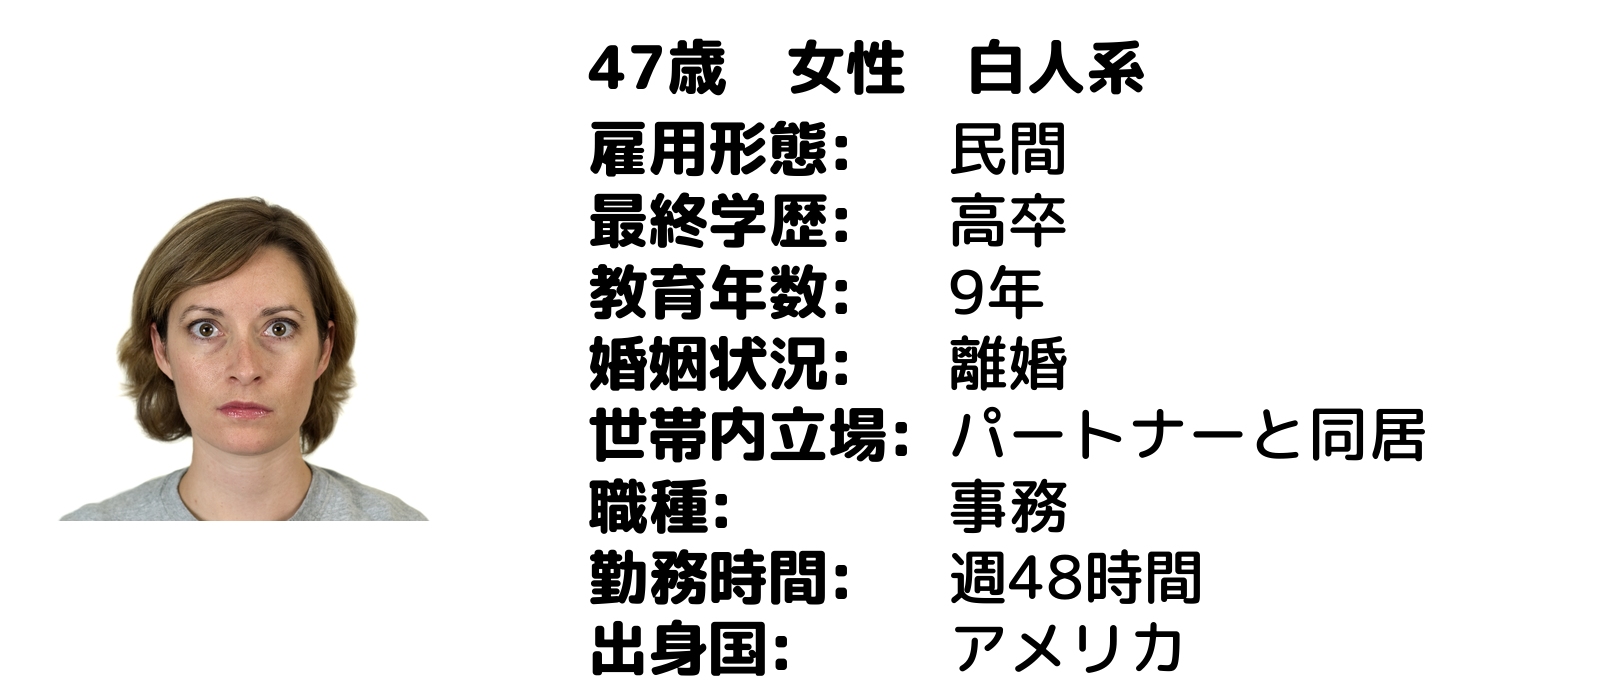 47歳　女性　白人系
雇用形態:　民間
最終学歴:　高卒
教育年数:　9年
婚姻状況:　離婚
世帯内立場:　パートナーと同居
職種:　事務
勤務時間:　週48時間
出身国:　アメリカ